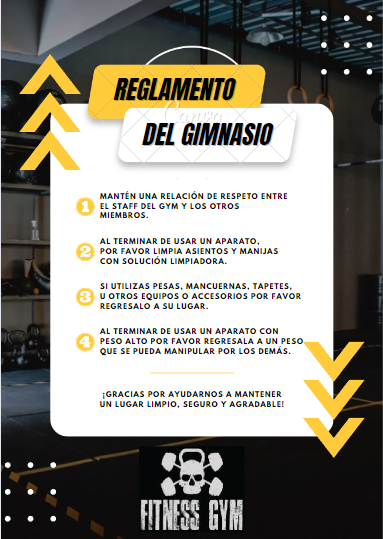 REGLAMENTO
Canva
DEL GIMNASIO
1 MANTÉN UNA RELACIÓN DE RESPETO ENTRE
EL STAFF DEL GYM Y LOS OTROS
MIEMBROS.
2 AL TERMINAR DE USAR UN APARATO,
POR FAVOR LIMPIA ASIENTOS Y MANIJAS
CON SOLUCIÓN LIMPIADORA.
3 SI UTILIZAS PESAS, MANCUERNAS, TAPETES,
U OTROS EQUIPOS O ACCESORIOS POR FAVOR
REGRESALO A SU LUGAR.
4 AL TERMINAR DE USAR UN APARATO CON
PESO ALTO POR FAVOR REGRESALA A UN PESO
QUE SE PUEDA MANIPULAR POR LOS DEMÁS.
¡GRACIAS POR AYUDARNOS A MANTENER
UN LUGAR LIMPIO, SEGURO Y AGRADABLE!
FITNESS GYM